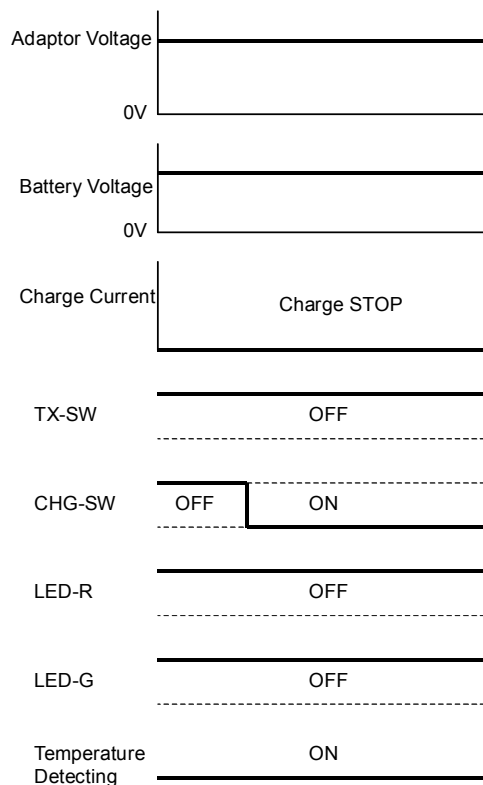 Adaptor Voltage
0V
Battery Voltage
0V
Charge Current
Charge STOP
TX-SW
OFF
CHG-SW
OFF
ON
LED-R
OFF
LED-G
OFF
Temperature
Detecting
ON